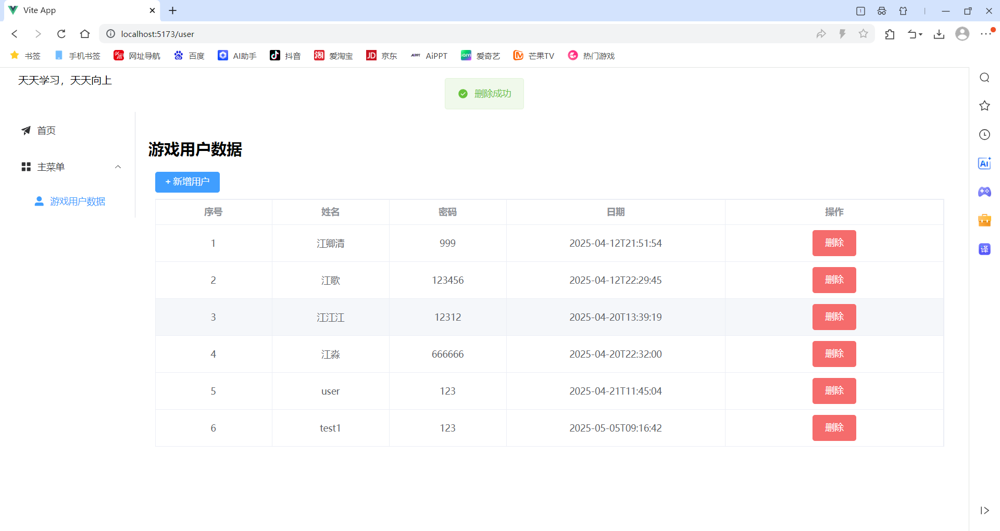 Vite App
localhost:5173/user
书签 手机书签 网址导航 百度 AI助手 抖音 爱淘宝 京东 AiPPT 爱奇艺 芒果TV 热门游戏
天天学习，天天向上
删除成功
首页
主菜单
游戏用户数据
游戏用户数据
+ 新增用户
序号 姓名 密码 日期 操作
1 江卿清 999 2025-04-12T21:51:54 删除
2 江歌 123456 2025-04-12T22:29:45 删除
3 江江江 12312 2025-04-20T13:39:19 删除
4 江淼 666666 2025-04-20T22:32:00 删除
5 user 123 2025-04-21T11:45:04 删除
6 test1 123 2025-05-05T09:16:42 删除